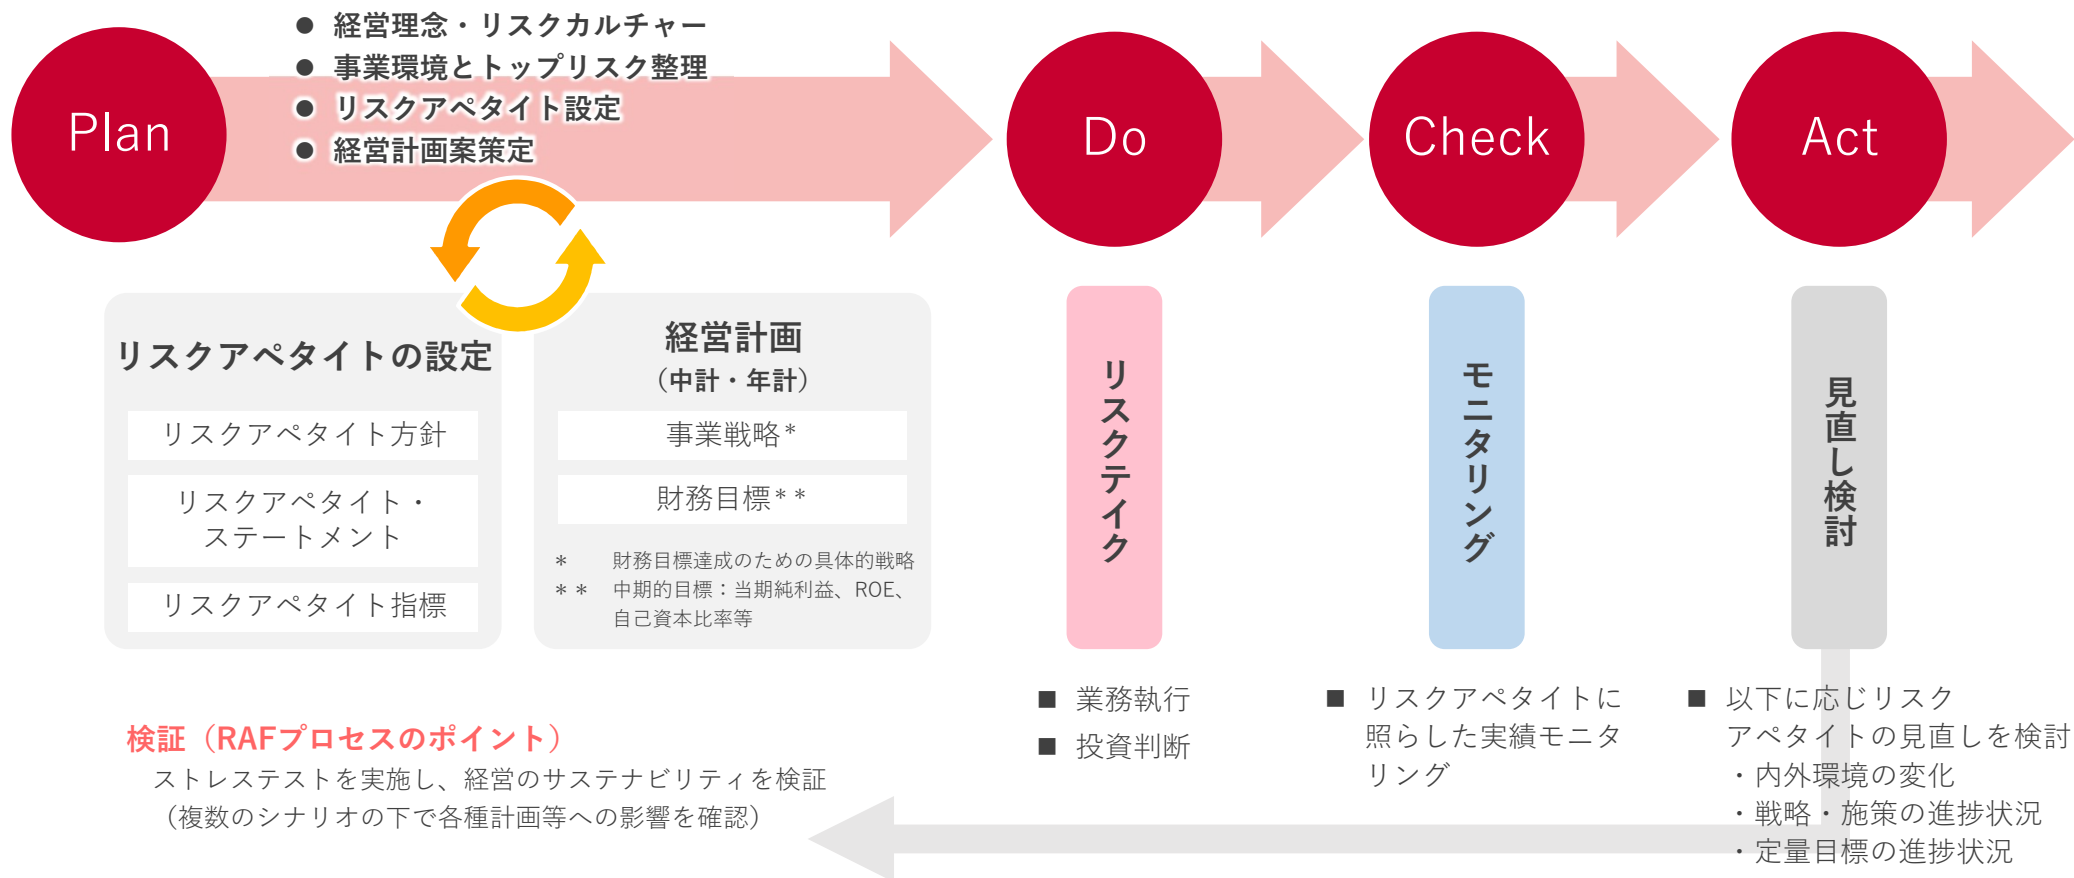 Plan
● 経営理念・リスクカルチャー
● 事業環境とトップリスク整理
● リスクアペタイト設定
● 経営計画案策定
Do
Check
Act
リスクアペタイトの設定
リスクアペタイト方針
リスクアペタイト・
ステートメント
リスクアペタイト指標
経営計画
（中計・年計）
事業戦略*
財務目標**
* 財務目標達成のための具体的戦略
** 中期的目標：当期純利益、ROE、
自己資本比率等
リスクテイク
■ 業務執行
■ 投資判断
モニタリング
■ リスクアペタイトに
照らした実績モニタ
リング
見直し検討
■ 以下に応じリスク
アペタイトの見直しを検討
・内外環境の変化
・戦略・施策の進捗状況
・定量目標の進捗状況
検証（RAFプロセスのポイント）
ストレステストを実施し、経営のサステナビリティを検証
（複数のシナリオの下で各種計画等への影響を確認）